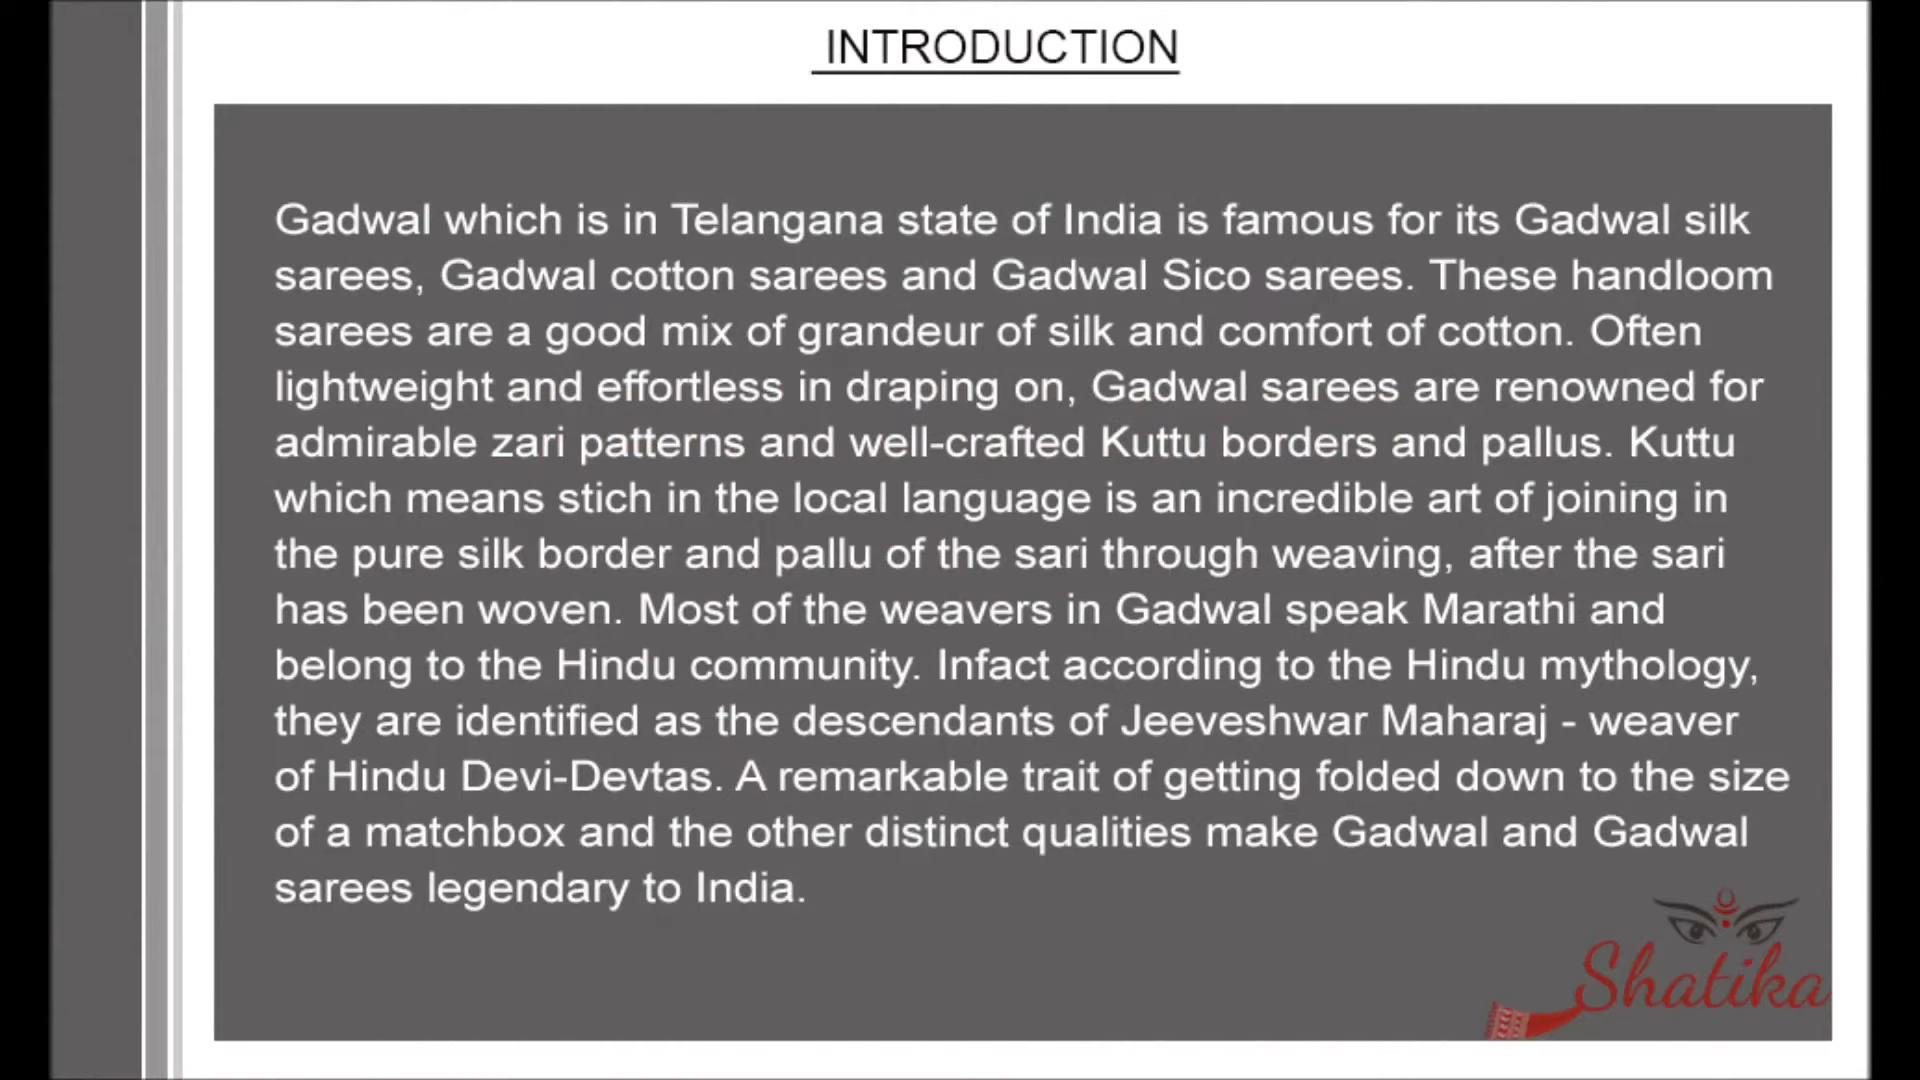 INTRODUCTION
Gadwal which is in Telangana state of India is famous for its Gadwal silk
sarees, Gadwal cotton sarees and Gadwal Sico sarees. These handloom
sarees are a good mix of grandeur of silk and comfort of cotton. Often
lightweight and effortless in draping on, Gadwal sarees are renowned for
admirable zari patterns and well-crafted Kuttu borders and pallus. Kuttu
which means stich in the local language is an incredible art of joining in
the pure silk border and pallu of the sari through weaving, after the sari
has been woven. Most of the weavers in Gadwal speak Marathi and
belong to the Hindu community. Infact according to the Hindu mythology,
they are identified as the descendants of Jeeveshwar Maharaj - weaver
of Hindu Devi-Devtas. A remarkable trait of getting folded down to the size
of a matchbox and the other distinct qualities make Gadwal and Gadwal
sarees legendary to India.
Shatika